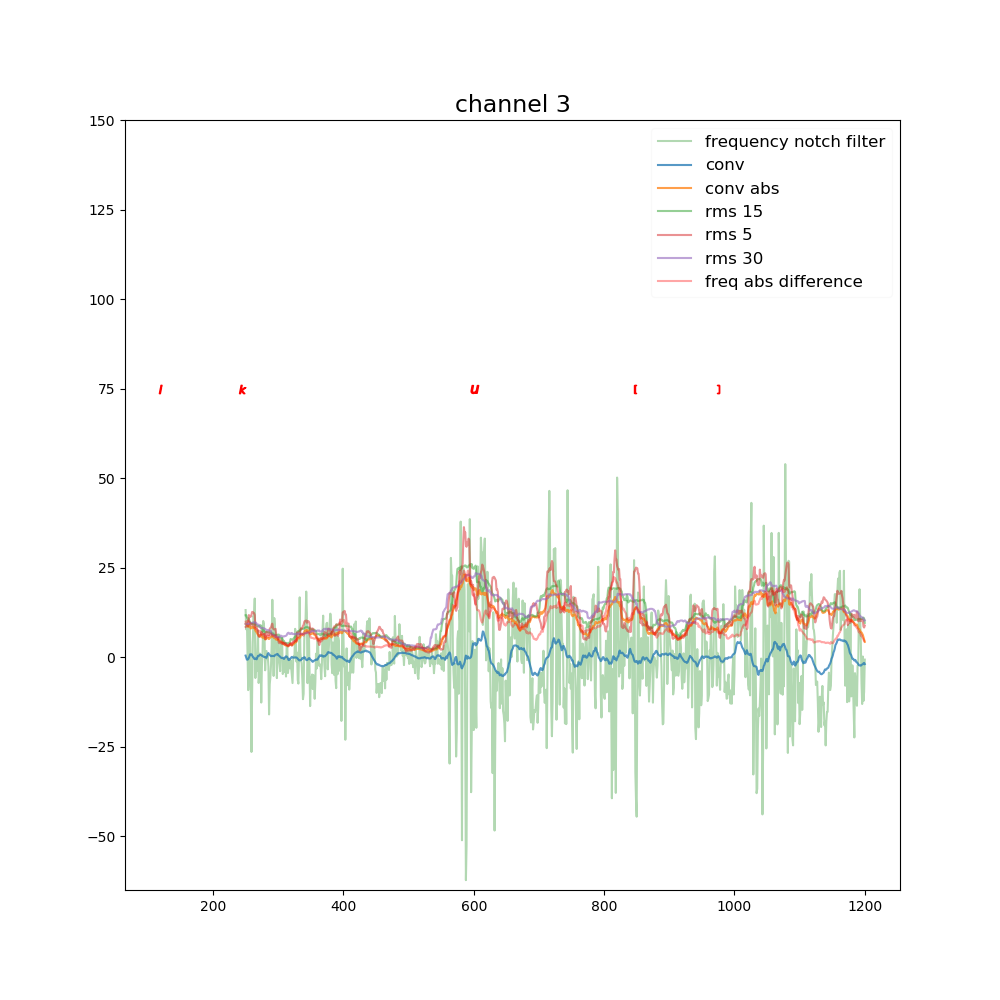 channel 3
150
125
100
75
50
25
0
−25
−50
frequency notch filter
conv
conv abs
rms 15
rms 5
rms 30
freq abs difference
k
U
[
]
200 400 600 800 1000 1200